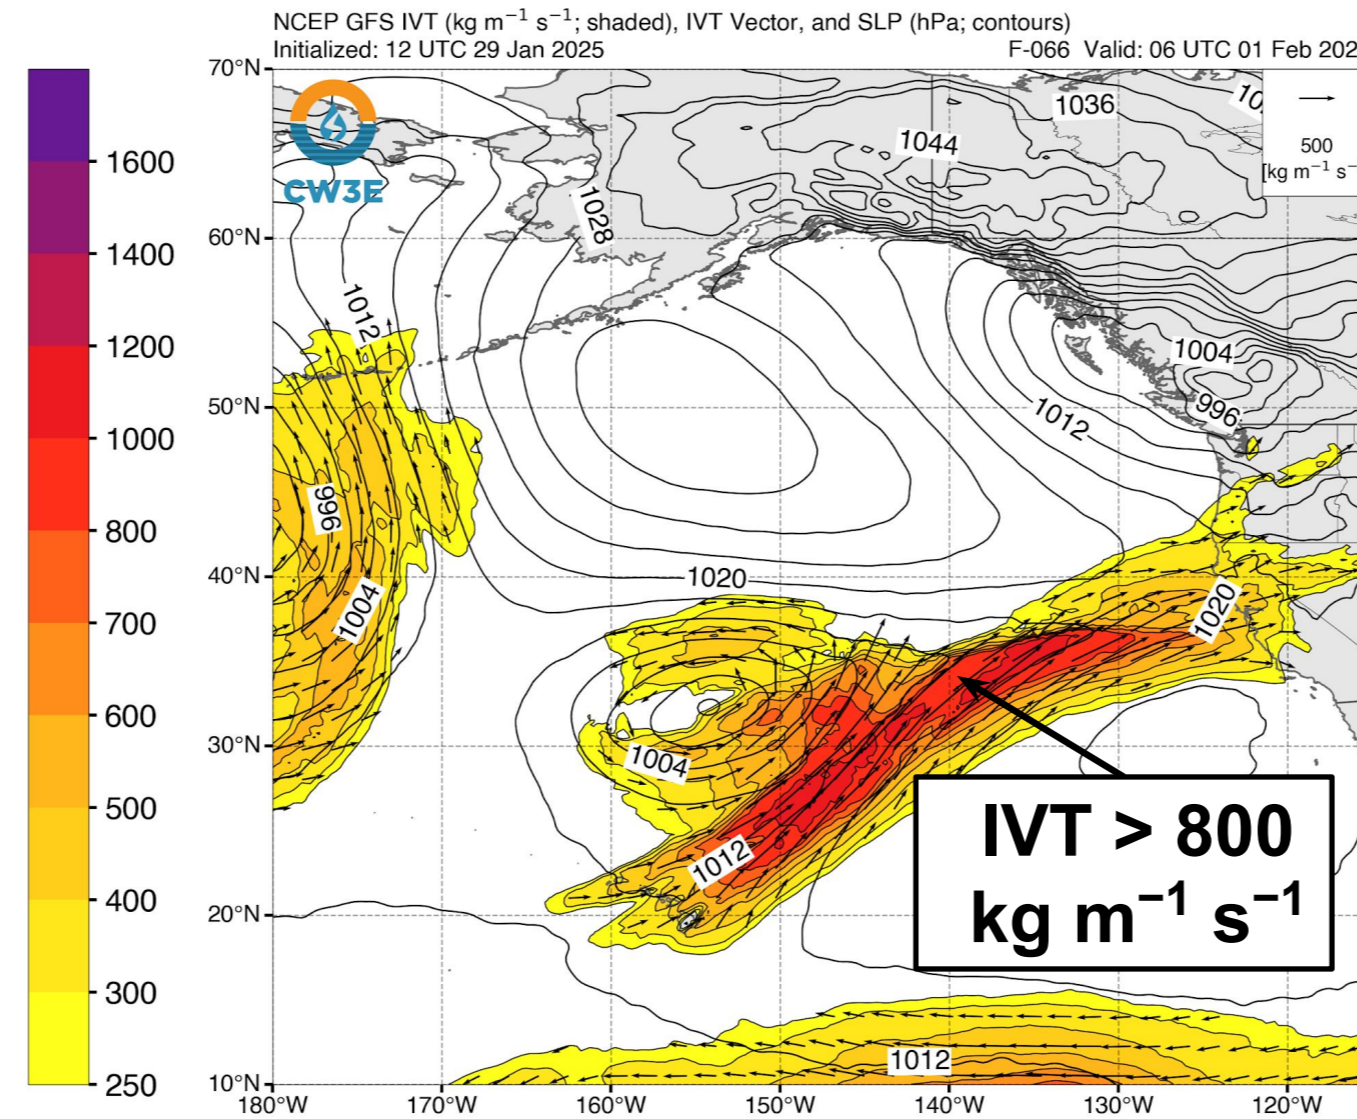 NCEP GFS IVT (kg m⁻¹ s⁻¹; shaded), IVT Vector, and SLP (hPa; contours)
Initialized: 12 UTC 29 Jan 2025
F-066 Valid: 06 UTC 01 Feb 202
1600
1400
1200
1000
800
700
600
500
400
300
250
70°N
60°N
50°N
40°N
30°N
20°N
10°N
CW3E
1036
10
1044
500
[kg m⁻¹ s⁻
1028
1012
1004
996
1012
996
1004
1020
1020
1004
1012
IVT > 800
kg m⁻¹ s⁻¹
1012
180°W
170°W
160°W
150°W
140°W
130°W
120°W